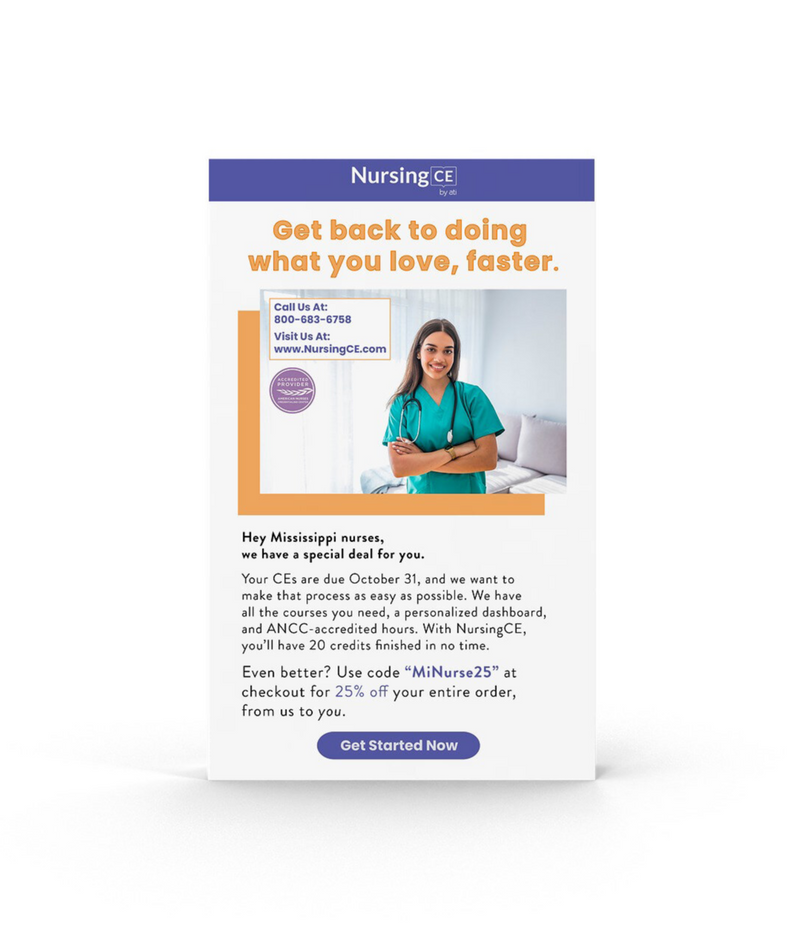 Nursing CE
by ati
Get back to doing
what you love, faster.
Call Us At:
800-683-6758
Visit Us At:
www.NursingCE.com
ACCREDITED
PROVIDER
Hey Mississippi nurses,
we have a special deal for you.
Your CEs are due October 31, and we want to
make that process as easy as possible. We have
all the courses you need, a personalized dashboard,
and ANCC-accredited hours. With NursingCE,
you’ll have 20 credits finished in no time.
Even better? Use code “MiNurse25” at
checkout for 25% off your entire order,
from us to you.
Get Started Now